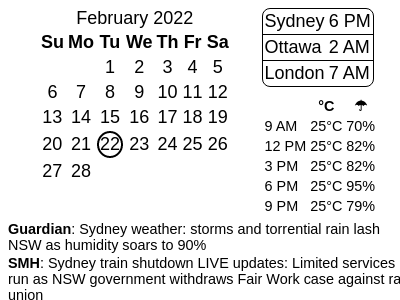 February 2022
Su Mo Tu We Th Fr Sa
1 2 3 4 5
6 7 8 9 10 11 12
13 14 15 16 17 18 19
20 21 22 23 24 25 26
27 28
Sydney 6 PM
Ottawa 2 AM
London 7 AM
°C ☂
9 AM 25°C 70%
12 PM 25°C 82%
3 PM 25°C 82%
6 PM 25°C 95%
9 PM 25°C 79%
Guardian: Sydney weather: storms and torrential rain lash
NSW as humidity soars to 90%
SMH: Sydney train shutdown LIVE updates: Limited services
run as NSW government withdraws Fair Work case against ra
union